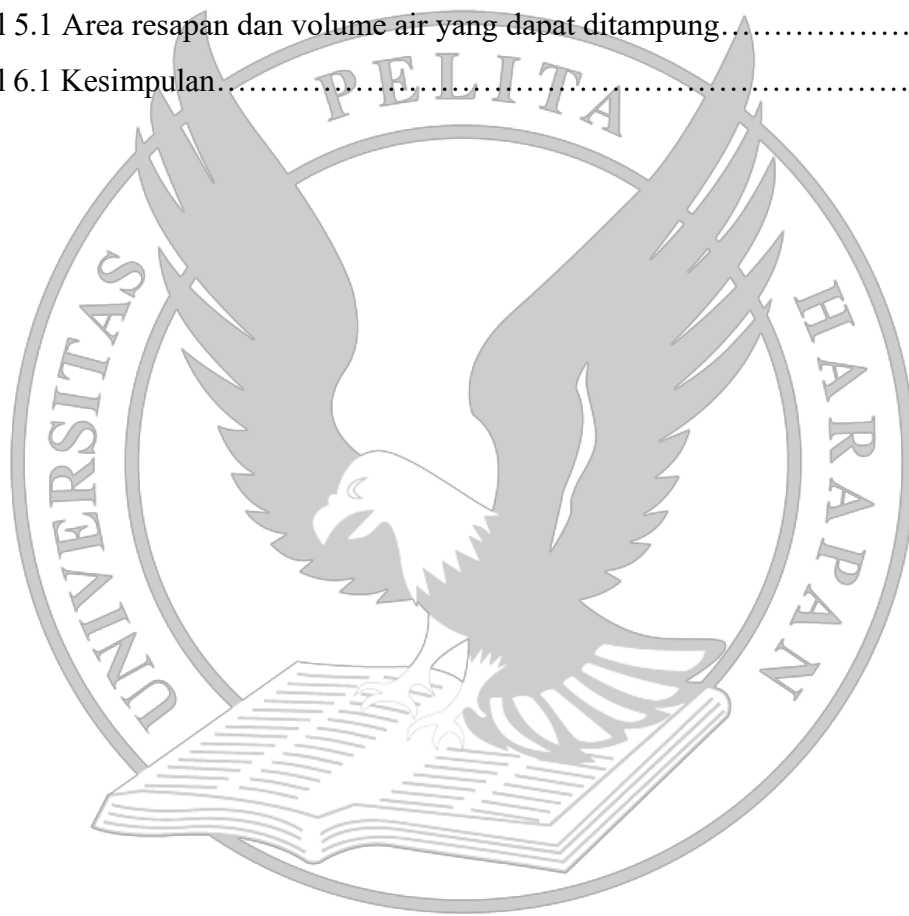 l 5.1 Area resapan dan volume air yang dapat ditampung………………
l 6.1 Kesimpulan……………………………………………………………
UNIVERSITAS PELITA HARAPAN